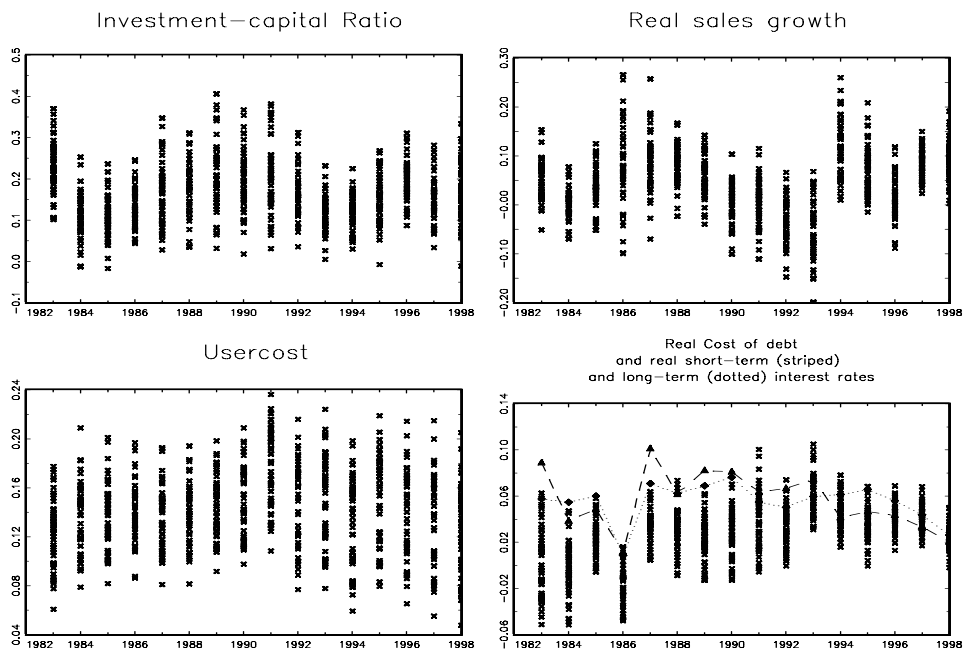 Investment-capital Ratio
0.5
0.4
0.3
0.2
0.1
0.0
-0.1
1982 1984 1986 1988 1990 1992 1994 1996 1998
Real sales growth
0.30
0.20
0.10
-0.00
-0.10
-0.20
1982 1984 1986 1988 1990 1992 1994 1996 1998
Usercost
0.24
0.20
0.16
0.12
0.08
0.04
1982 1984 1986 1988 1990 1992 1994 1996 1998
Real Cost of debt
and real short-term (striped)
and long-term (dotted) interest rates
0.14
0.10
0.06
0.02
-0.02
-0.06
1982 1984 1986 1988 1990 1992 1994 1996 1998